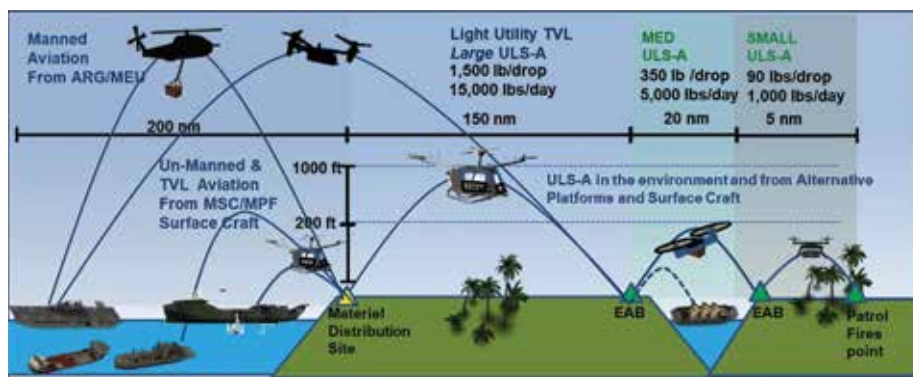 Manned
Aviation
From ARG/MEU
Light Utility TVL
Large ULS-A
1,500 lb/drop
15,000 lbs/day
MED
ULS-A
350 lb /drop
5,000 lbs/day
SMALL
ULS-A
90 lbs/drop
1,000 lbs/day
200 nm
150 nm
20 nm
5 nm
Un-Manned &
TVL Aviation
From MSC/MPF
Surface Craft
1000 ft
200 ft
ULS-A in the environment and from Alternative
Platforms and Surface Craft
Materiel
Distribution
Site
EAB
EAB
Patrol
Fires
point